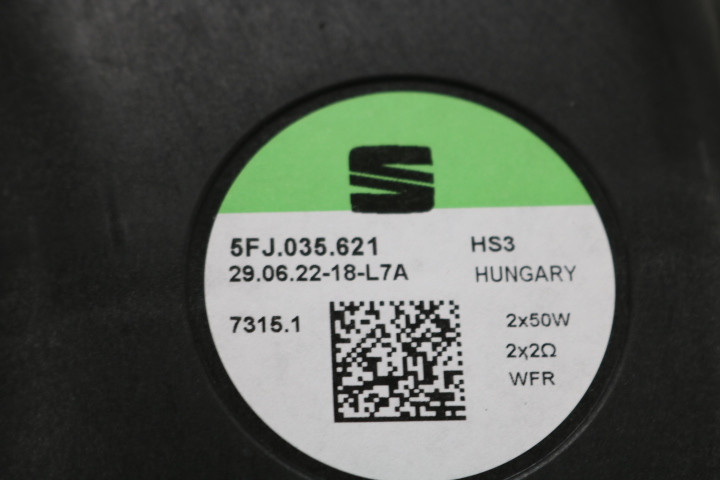 5FJ.035.621 HS3
29.06.22-18-L7A HUNGARY
7315.1 2x50W
2x2Ω
WFR